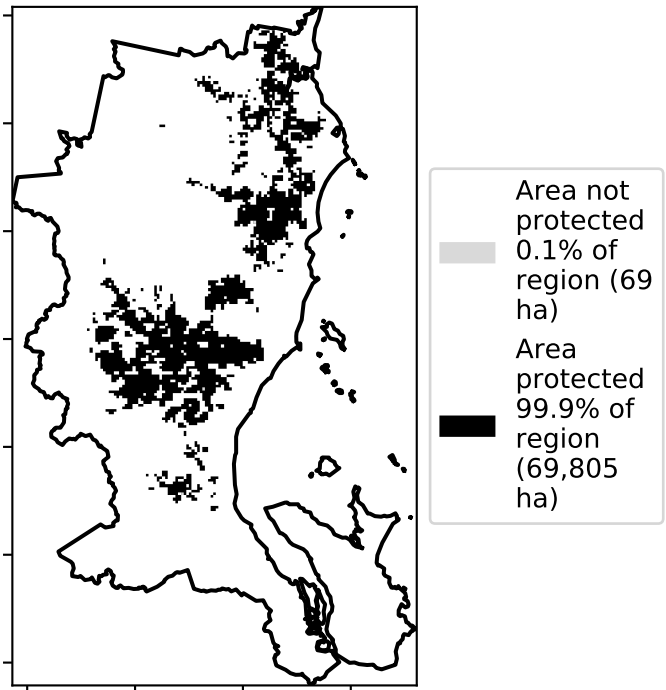 Area not
protected
0.1% of
region (69
ha)
Area
protected
99.9% of
region
(69,805
ha)